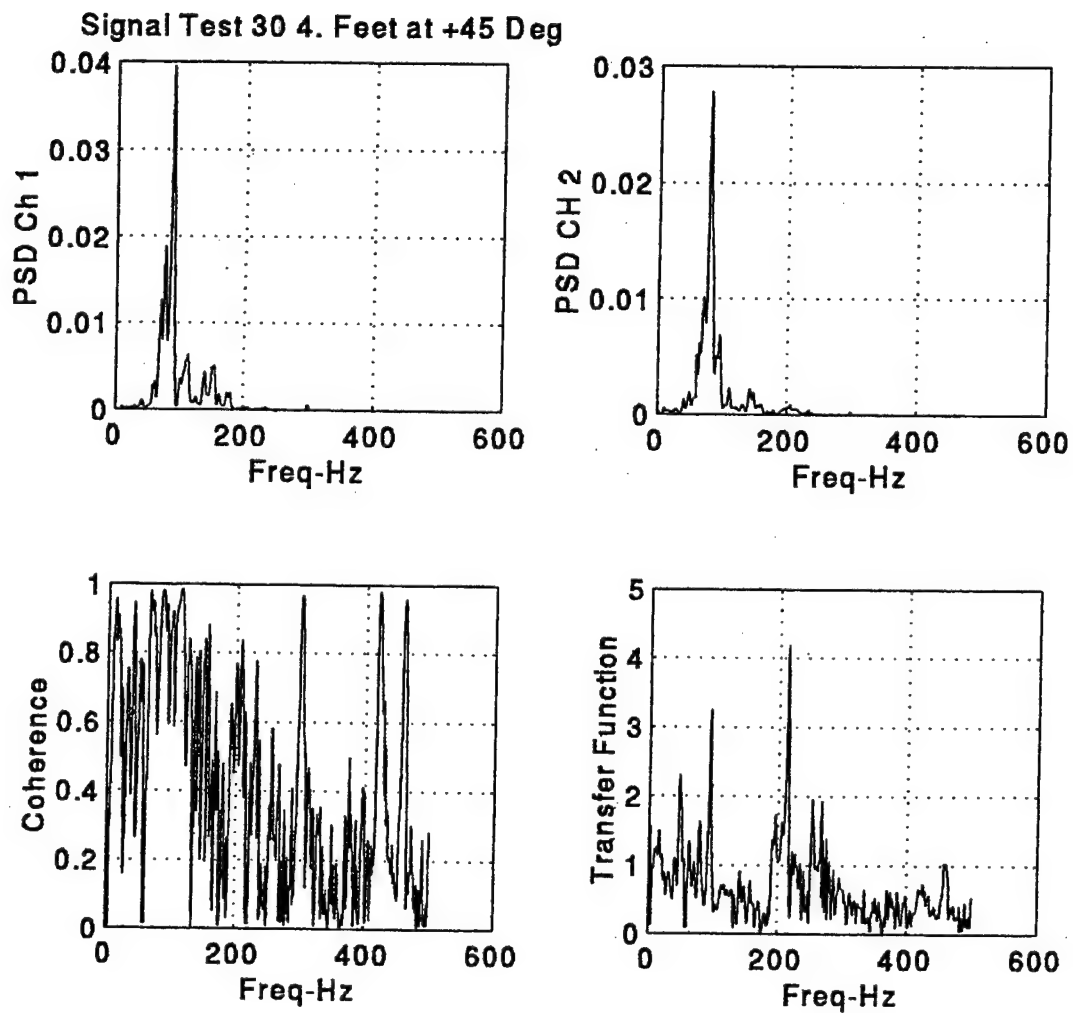 Signal Test 30 4. Feet at +45 Deg
0.04
0.03
0.02
0.01
0
PSD Ch 1
0 200 400 600
Freq-Hz
0.03
0.02
0.01
0
PSD CH 2
0 200 400 600
Freq-Hz
1
0.8
0.6
0.4
0.2
0
Coherence
0 200 400 600
Freq-Hz
5
4
3
2
1
0
Transfer Function
0 200 400 600
Freq-Hz